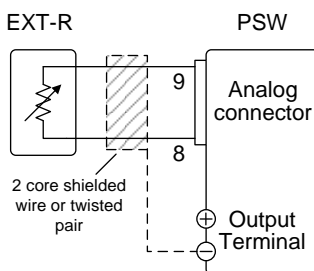 EXT-R
PSW
9
Analog
connector
8
2 core shielded
wire or twisted
pair
+
Output
Terminal
−